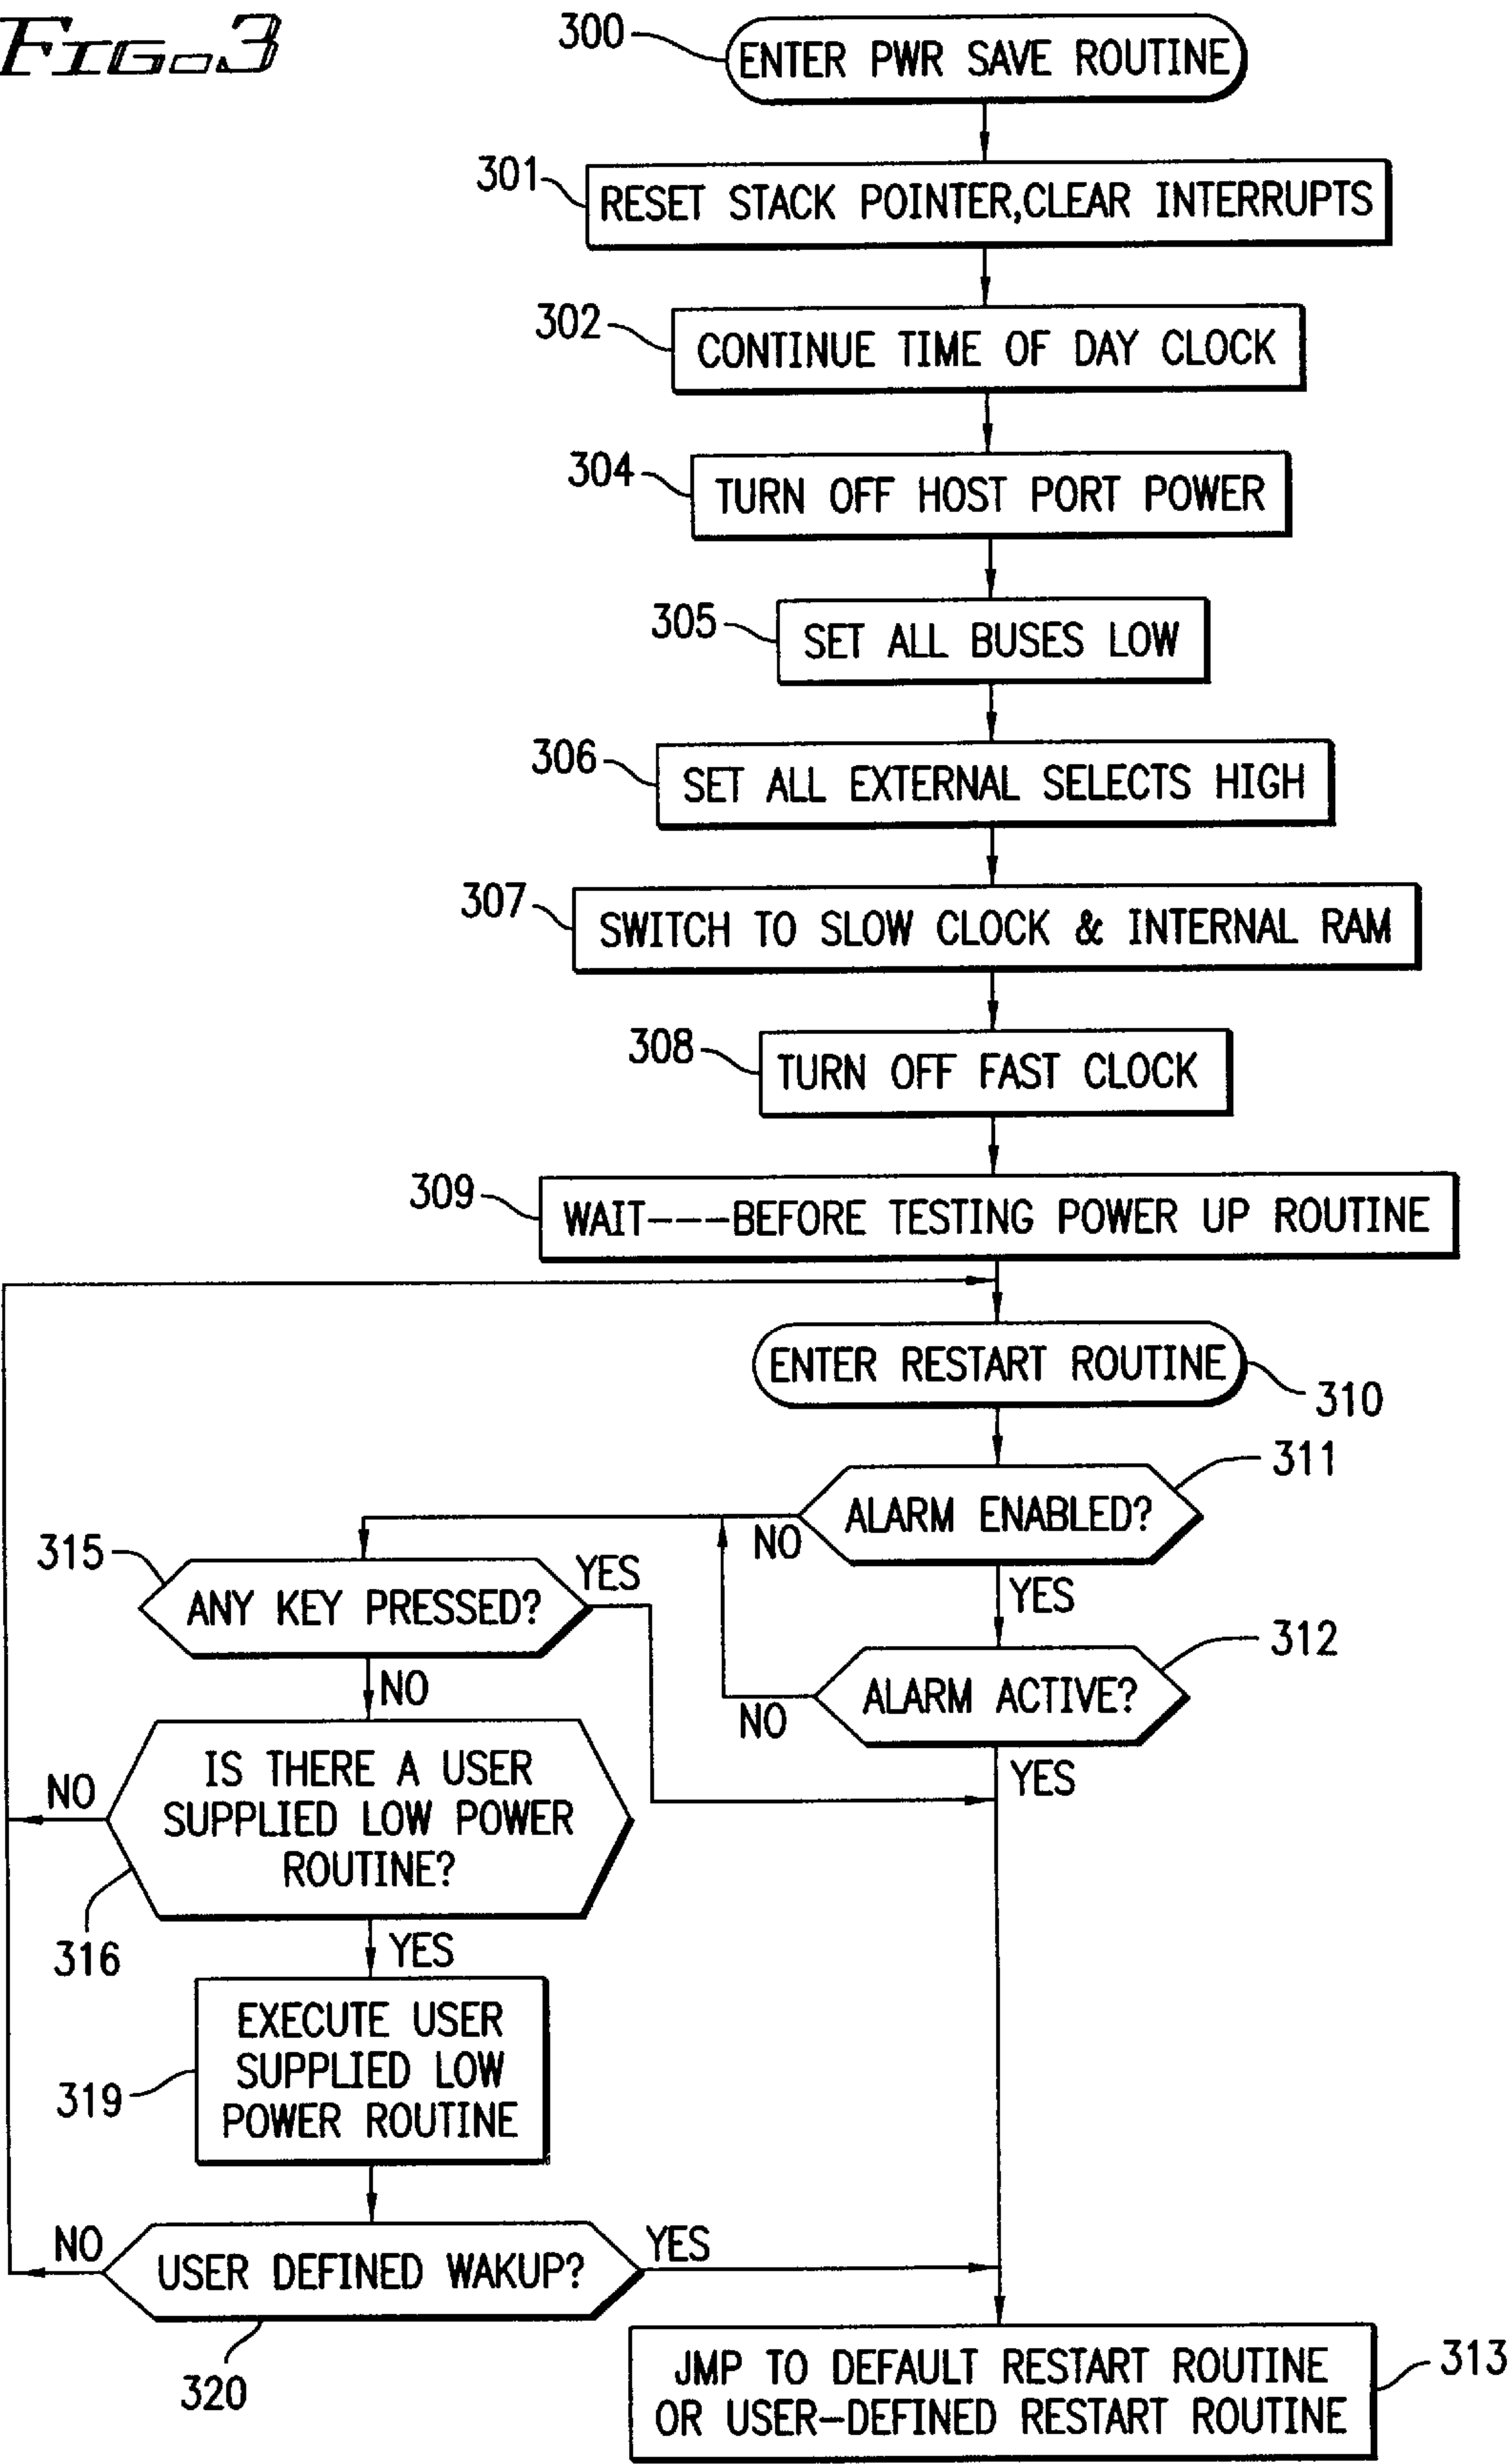 FIG. 3
300
ENTER PWR SAVE ROUTINE
301
RESET STACK POINTER,CLEAR INTERRUPTS
302
CONTINUE TIME OF DAY CLOCK
304
TURN OFF HOST PORT POWER
305
SET ALL BUSES LOW
306
SET ALL EXTERNAL SELECTS HIGH
307
SWITCH TO SLOW CLOCK & INTERNAL RAM
308
TURN OFF FAST CLOCK
309
WAIT---BEFORE TESTING POWER UP ROUTINE
ENTER RESTART ROUTINE
310
311
ALARM ENABLED?
NO
YES
315
ANY KEY PRESSED?
YES
NO
312
ALARM ACTIVE?
NO
YES
IS THERE A USER
SUPPLIED LOW POWER
ROUTINE?
NO
316
YES
EXECUTE USER
SUPPLIED LOW
POWER ROUTINE
319
NO
USER DEFINED WAKUP?
YES
320
JMP TO DEFAULT RESTART ROUTINE
OR USER-DEFINED RESTART ROUTINE
313